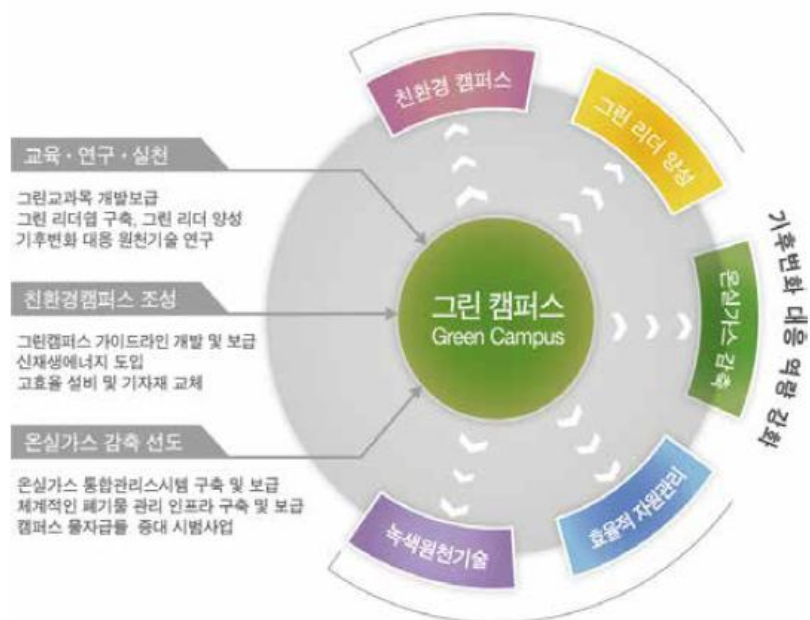 친환경 캠퍼스
그린 리더 양성
온실가스 감축
효율적 자원관리
녹색원천기술
기후변화 대응 역량 강화
그린 캠퍼스
Green Campus
교육·연구·실천
그린교과목 개발보급
그린 리더쉽 구축, 그린 리더 양성
기후변화 대응 원천기술 연구
친환경캠퍼스 조성
그린캠퍼스 가이드라인 개발 및 보급
신재생에너지 도입
고효율 설비 및 기자재 교체
온실가스 감축 선도
온실가스 통합관리스시템 구축 및 보급
체계적인 폐기물 관리 인프라 구축 및 보급
캠퍼스 물자급률 증대 시범사업